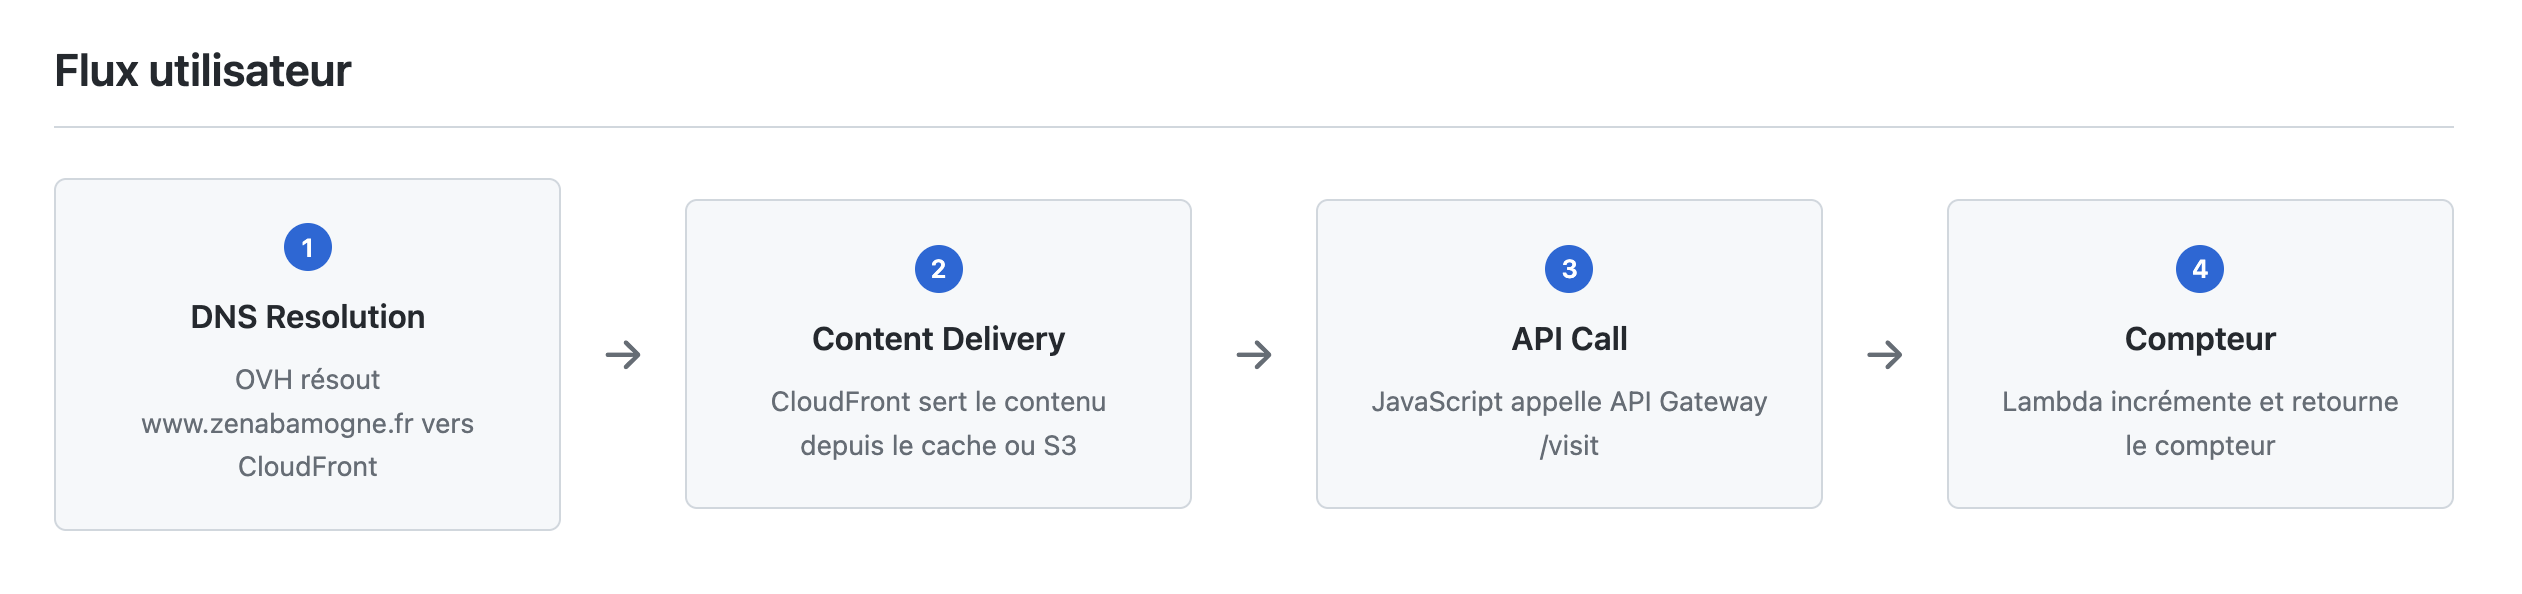 Flux utilisateur
1
DNS Resolution
OVH résout
www.zenabamogne.fr vers
CloudFront
2
Content Delivery
CloudFront sert le contenu
depuis le cache ou S3
3
API Call
JavaScript appelle API Gateway
/visit
4
Compteur
Lambda incrémente et retourne
le compteur